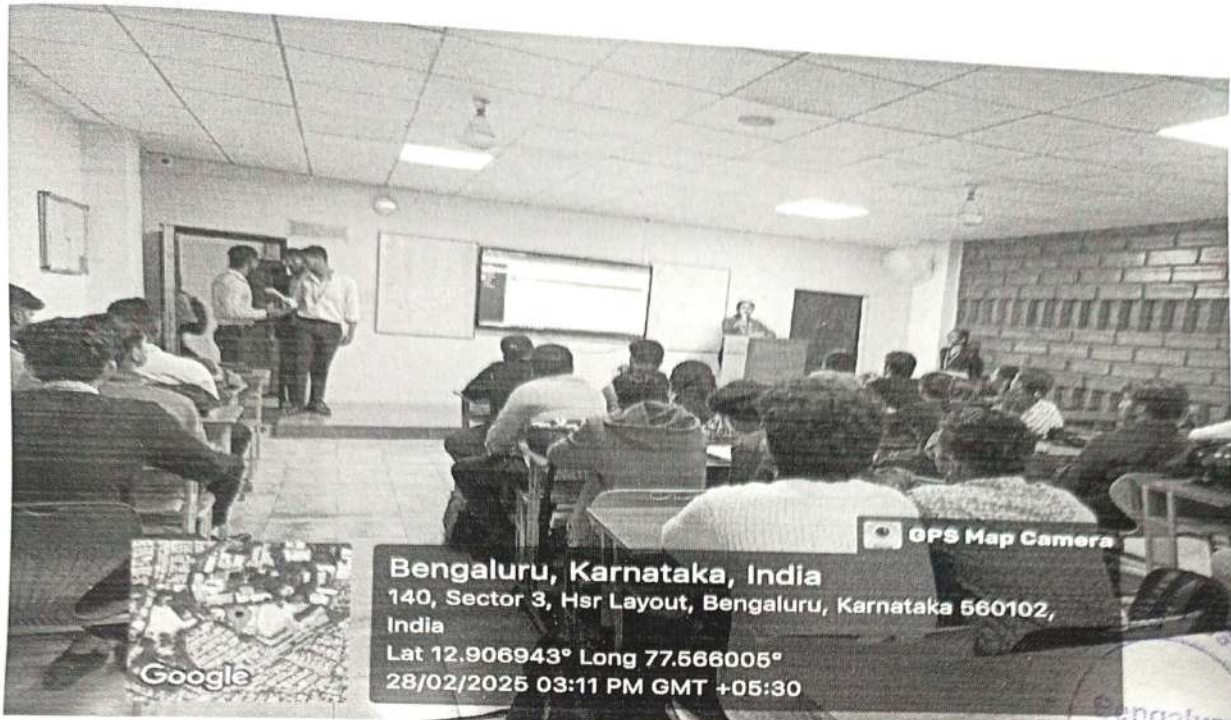 GPS Map Camera
Bengaluru, Karnataka, India
140, Sector 3, Hsr Layout, Bengaluru, Karnataka 560102,
India
Lat 12.906943° Long 77.566005°
28/02/2025 03:11 PM GMT +05:30
Google